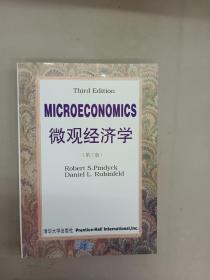 Third Edition
MICROECONOMICS
微观经济学
(第三版)
Robert S.Pindyck
Daniel L. Rubinfeld
清华大学出版社 Prentice-Hall International,Inc.